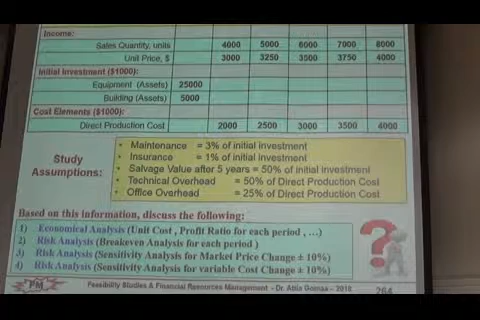 Income:
Sales Quantity, units 4000 5000 6000 7000 8000
Unit Price, $ 3000 3250 3500 3750 4000
Initial Investment ($1000):
Equipment (Assets) 25000
Building (Assets) 5000
Cost Elements ($1000):
Direct Production Cost 2000 2500 3000 3500 4000
Study Assumptions:
• Maintenance = 3% of initial investment
• Insurance = 1% of initial investment
• Salvage Value after 5 years = 50% of initial investment
• Technical Overhead = 50% of Direct Production Cost
• Office Overhead = 25% of Direct Production Cost
Based on this information, discuss the following:
1) Economical Analysis (Unit Cost , Profit Ratio for each period , ...)
2) Risk Analysis (Breakeven Analysis for each period )
3) Risk Analysis (Sensitivity Analysis for Market Price Change ± 10%)
4) Risk Analysis (Sensitivity Analysis for variable Cost Change ± 10%)
?
PM Feasibility Studies & Financial Resources Management - Dr. Attia Gomaa - 2018 264